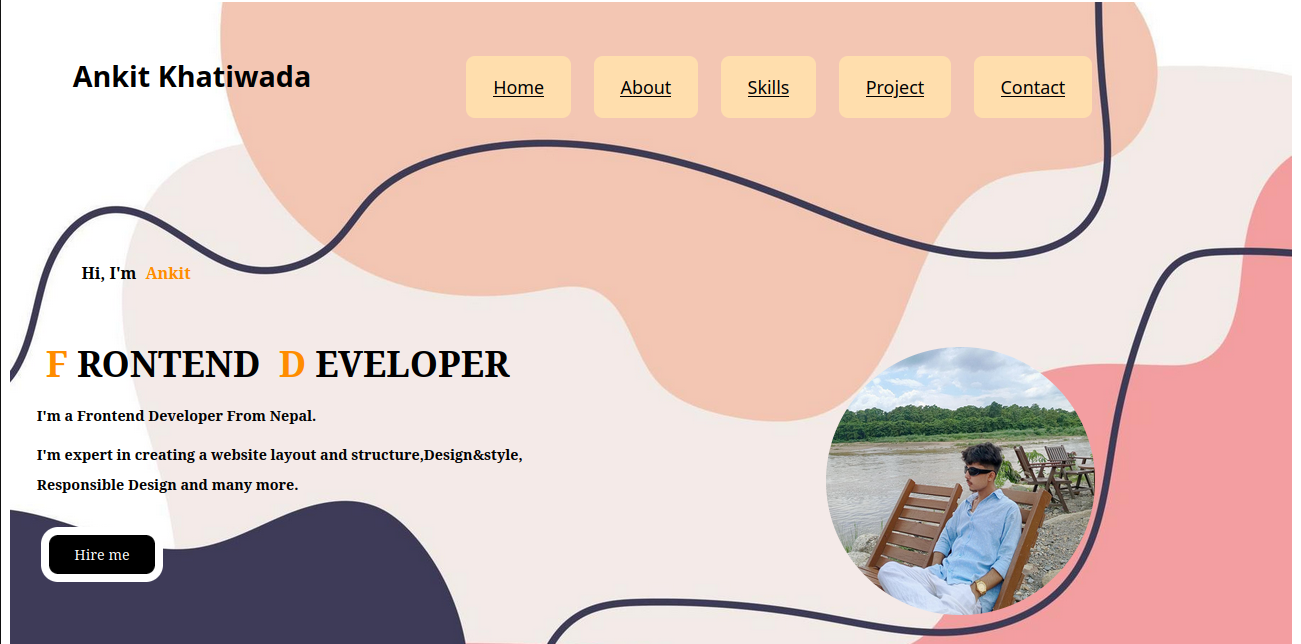 Ankit Khatiwada
Home About Skills Project Contact
Hi, I'm Ankit
F RONTEND D EVELOPER
I'm a Frontend Developer From Nepal.
I'm expert in creating a website layout and structure,Design&style,
Responsible Design and many more.
Hire me